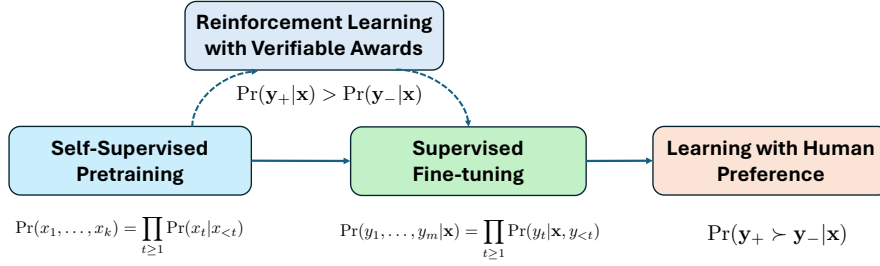 Reinforcement Learning
with Verifiable Awards
Pr(y₊|x) > Pr(y₋|x)
Self-Supervised
Pretraining
Supervised
Fine-tuning
Learning with Human
Preference
Pr(x₁, . . . , xₖ) = ∏ Pr(xₜ|x<ₜ)
t≥1
Pr(y₁, . . . , yₘ|x) = ∏ Pr(yₜ|x, y<ₜ)
t≥1
Pr(y₊ ≻ y₋|x)